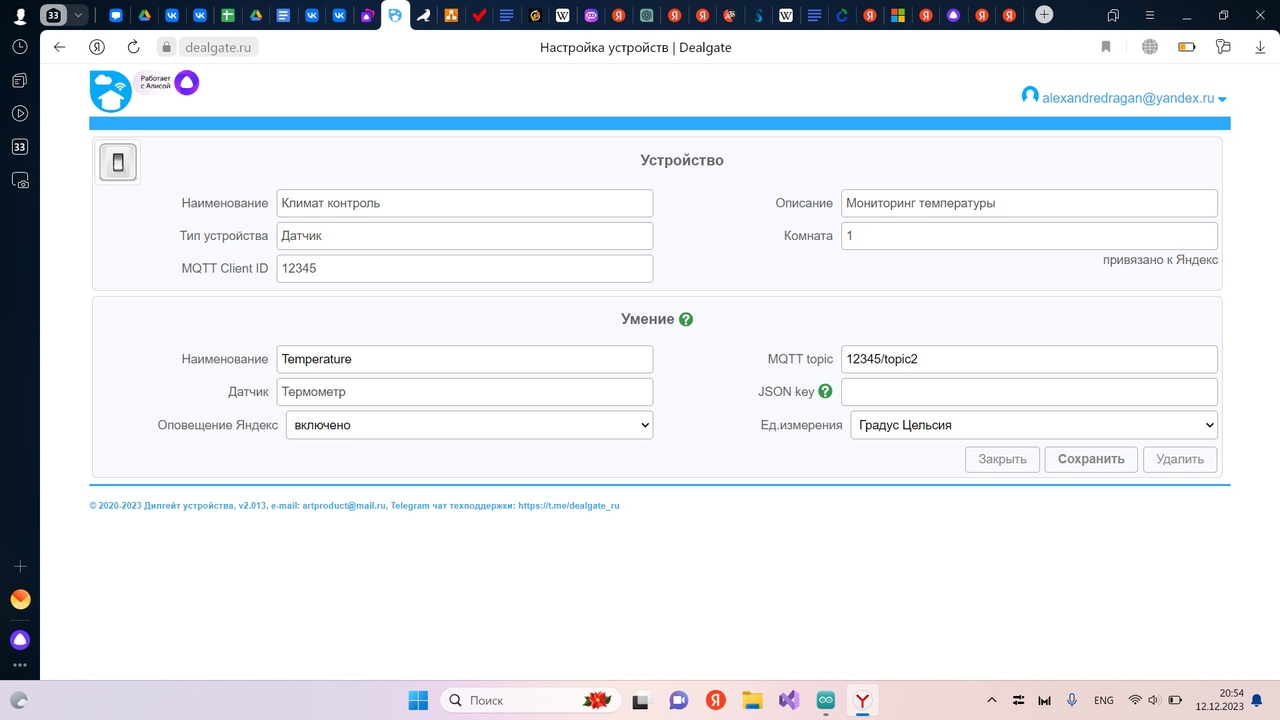 33
dealgate.ru
Настройка устройств | Dealgate
Работает
с Алисой
alexandredragan@yandex.ru
33
Устройство
Наименование Климат контроль
Описание Мониторинг температуры
Тип устройства Датчик
Комната 1
MQTT Client ID 12345
привязано к Яндекс
Умение ?
Наименование Temperature
MQTT topic 12345/topic2
Датчик Термометр
JSON key ?
Оповещение Яндекс включено
Ед.измерения Градус Цельсия
Закрыть Сохранить Удалить
© 2020-2023 Дилгейт устройства, v2.013, e-mail: artproduct@mail.ru, Telegram чат техподдержки: https://t.me/dealgate_ru
Поиск
ENG
20:54
12.12.2023